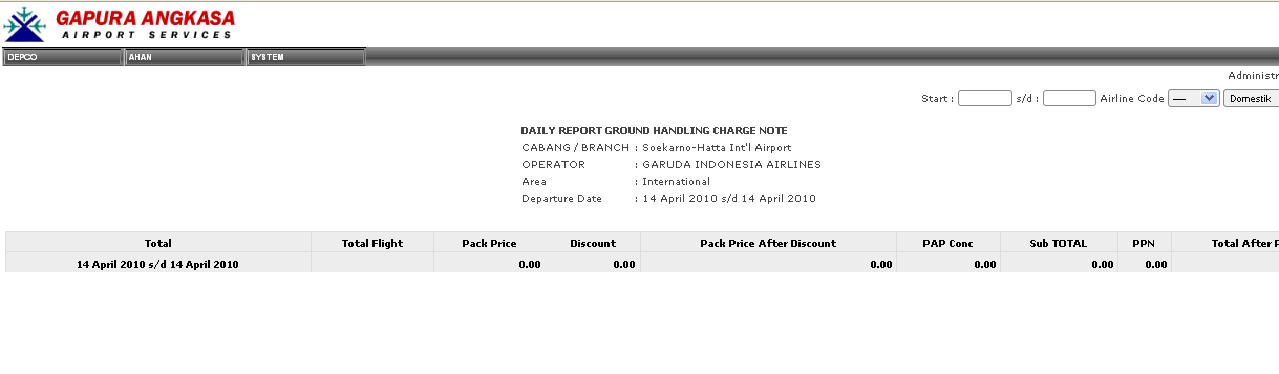 GAPURA ANGKASA
AIRPORT SERVICES
DEPCO AHAN SYSTEM
Start : s/d : Airline Code ---- Domestik
DAILY REPORT GROUND HANDLING CHARGE NOTE
CABANG / BRANCH : Soekarno-Hatta Int'l Airport
OPERATOR : GARUDA INDONESIA AIRLINES
Area : International
Departure Date : 14 April 2010 s/d 14 April 2010
Total Total Flight Pack Price Discount Pack Price After Discount PAP Conc Sub TOTAL PPN Total After
14 April 2010 s/d 14 April 2010 0.00 0.00 0.00 0.00 0.00 0.00